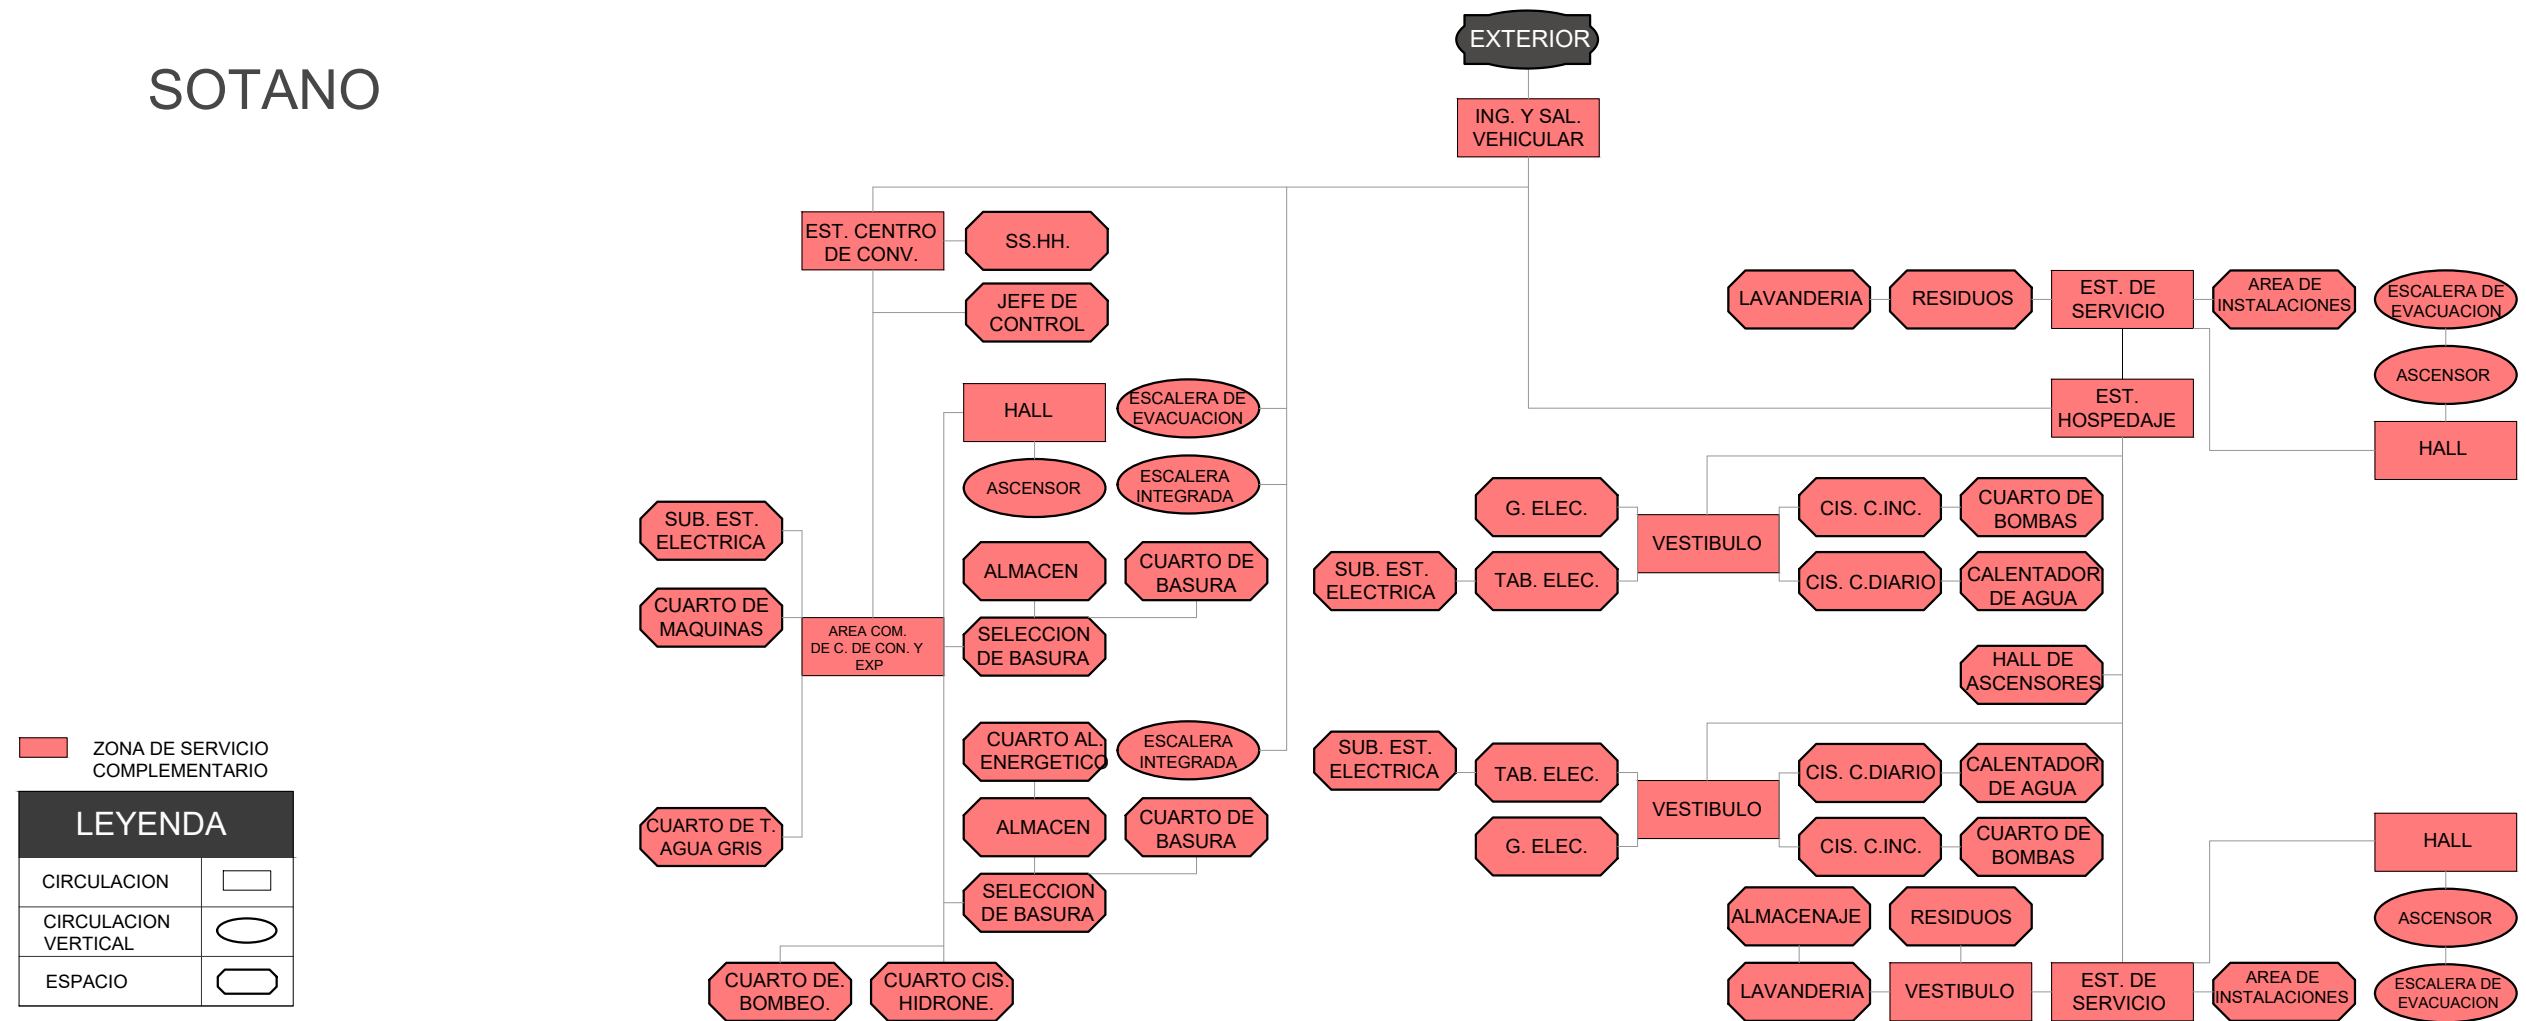 SOTANO
EXTERIOR
ING. Y SAL.
VEHICULAR
EST. CENTRO
DE CONV.
SS.HH.
JEFE DE
CONTROL
HALL
ASCENSOR
ESCALERA DE
EVACUACION
ESCALERA
INTEGRADA
SUB. EST.
ELECTRICA
CUARTO DE
MAQUINAS
AREA COM.
DE C. DE CON. Y
EXP
ALMACEN
CUARTO DE
BASURA
SELECCION
DE BASURA
CUARTO AL.
ENERGETICO
ESCALERA
INTEGRADA
CUARTO DE T.
AGUA GRIS
ALMACEN
CUARTO DE
BASURA
SELECCION
DE BASURA
CUARTO DE.
BOMBEO.
CUARTO CIS.
HIDRONE.
LAVANDERIA
RESIDUOS
EST. DE
SERVICIO
AREA DE
INSTALACIONES
ESCALERA DE
EVACUACION
ASCENSOR
HALL
EST.
HOSPEDAJE
G. ELEC.
VESTIBULO
CIS. C.INC.
CUARTO DE
BOMBAS
SUB. EST.
ELECTRICA
TAB. ELEC.
CIS. C.DIARIO
CALENTADOR
DE AGUA
HALL DE
ASCENSORES
SUB. EST.
ELECTRICA
TAB. ELEC.
VESTIBULO
CIS. C.DIARIO
CALENTADOR
DE AGUA
G. ELEC.
CIS. C.INC.
CUARTO DE
BOMBAS
ALMACENAJE
RESIDUOS
LAVANDERIA
VESTIBULO
EST. DE
SERVICIO
AREA DE
INSTALACIONES
HALL
ASCENSOR
ESCALERA DE
EVACUACION
ZONA DE SERVICIO
COMPLEMENTARIO
LEYENDA
CIRCULACION
CIRCULACION
VERTICAL
ESPACIO